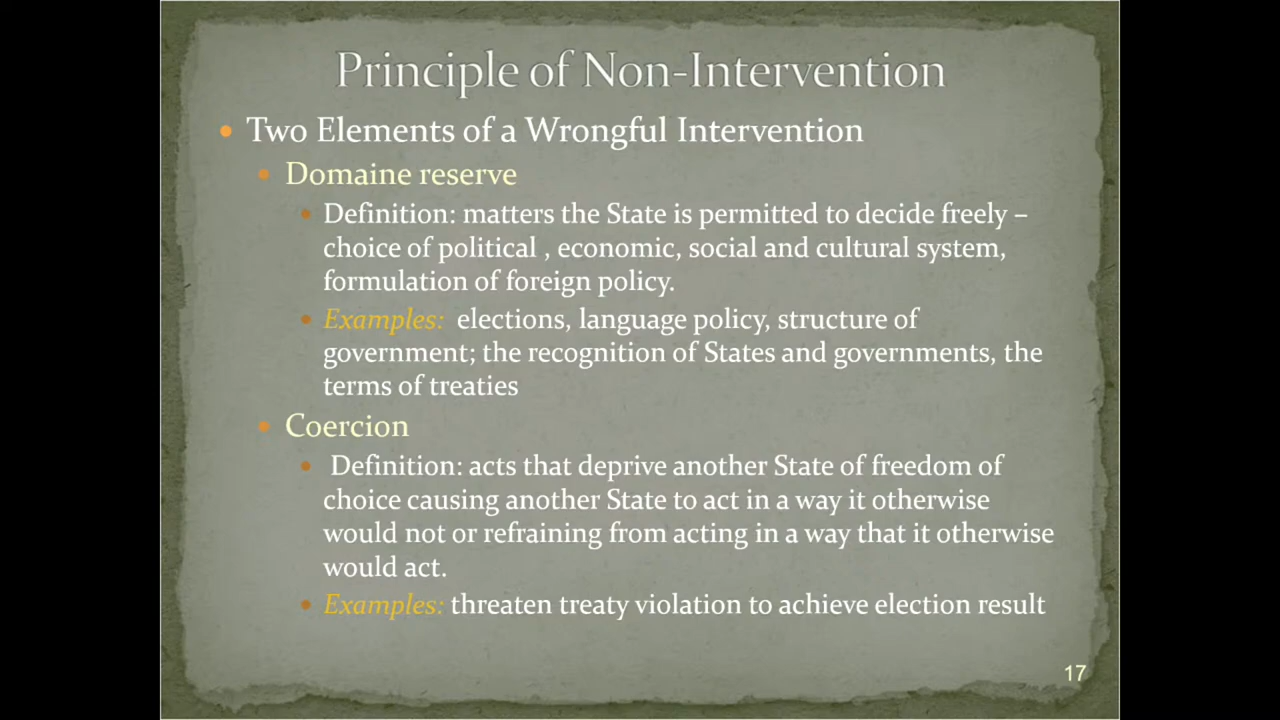 Principle of Non-Intervention
• Two Elements of a Wrongful Intervention
• Domaine reserve
• Definition: matters the State is permitted to decide freely –
choice of political , economic, social and cultural system,
formulation of foreign policy.
• Examples: elections, language policy, structure of
government; the recognition of States and governments, the
terms of treaties
• Coercion
• Definition: acts that deprive another State of freedom of
choice causing another State to act in a way it otherwise
would not or refraining from acting in a way that it otherwise
would act.
• Examples: threaten treaty violation to achieve election result
17